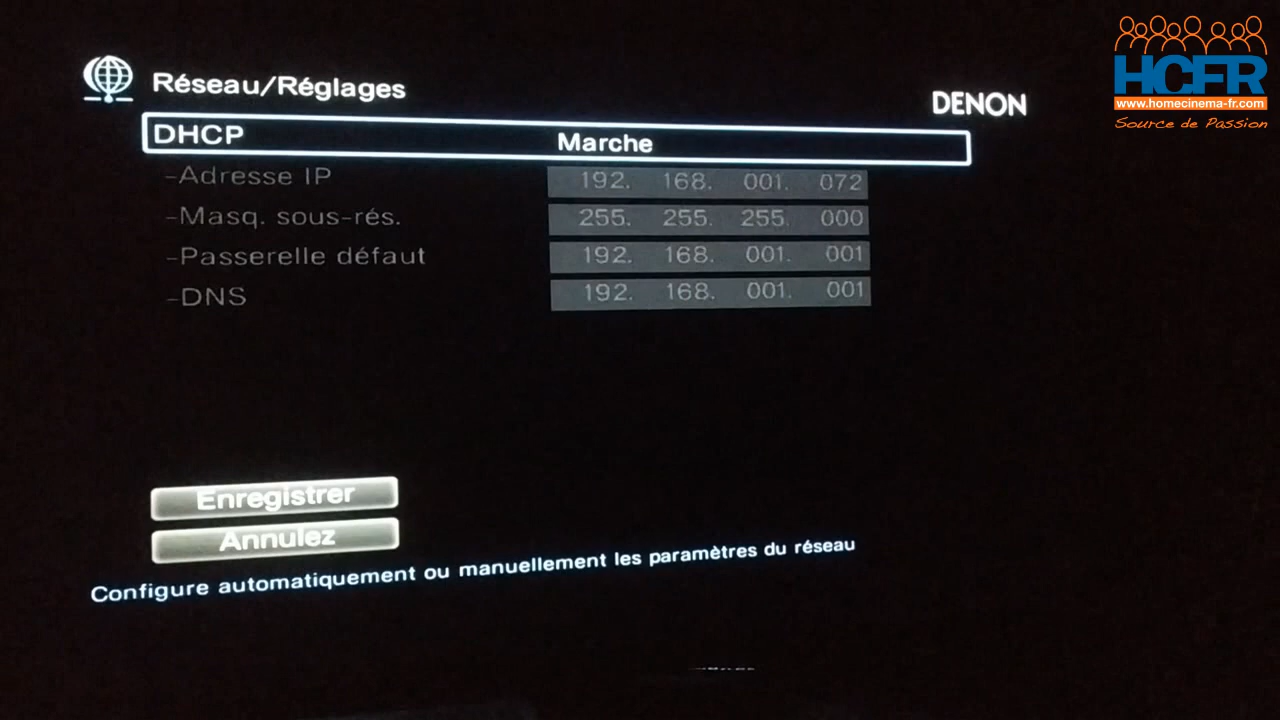 Réseau/Réglages
DENON
HCFR
www.homecinema-fr.com
Source de Passion
DHCP Marche
-Adresse IP 192. 168. 001. 072
-Masq. sous-rés. 255. 255. 255. 000
-Passerelle défaut 192. 168. 001. 001
-DNS 192. 168. 001. 001
Enregistrer
Annulez
Configure automatiquement ou manuellement les paramètres du réseau